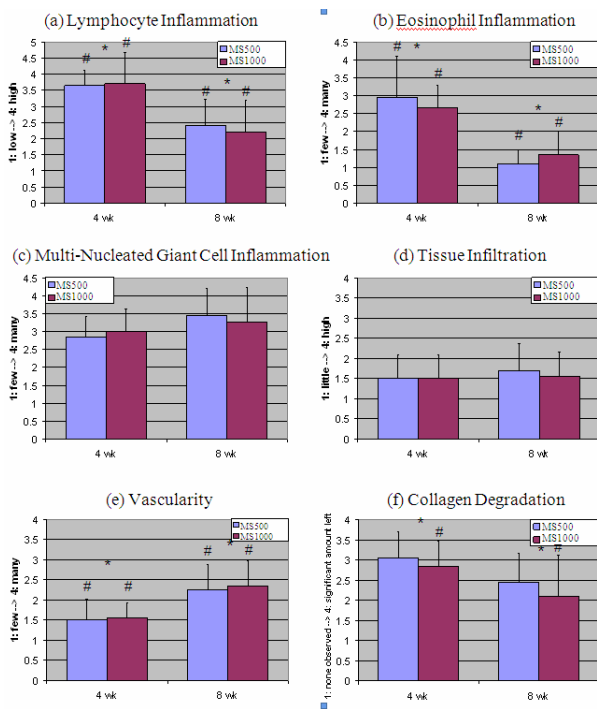 (a) Lymphocyte Inflammation
5
4.5
4
3.5
3
2.5
2
1.5
1
0.5
0
1: low --> 4: high
MS500
MS1000
# * #
# * #
4 wk 8 wk
(b) Eosinophil Inflammation
5
4.5
4
3.5
3
2.5
2
1.5
1
0.5
0
1: few --> 4: many
MS500
MS1000
# * #
# * #
4 wk 8 wk
(c) Multi-Nucleated Giant Cell Inflammation
4.5
4
3.5
3
2.5
2
1.5
1
0.5
0
1: few --> 4: many
MS500
MS1000
4 wk 8 wk
(d) Tissue Infiltration
4
3.5
3
2.5
2
1.5
1
0.5
0
1: little --> 4: high
MS500
MS1000
4 wk 8 wk
(e) Vascularity
4
3.5
3
2.5
2
1.5
1
0.5
0
1: few --> 4: many
MS500
MS1000
# * #
# * #
4 wk 8 wk
(f) Collagen Degradation
4
3.5
3
2.5
2
1.5
1
0.5
0
1: none observed --> 4: significant amount left
MS500
MS1000
* #
* #
4 wk 8 wk